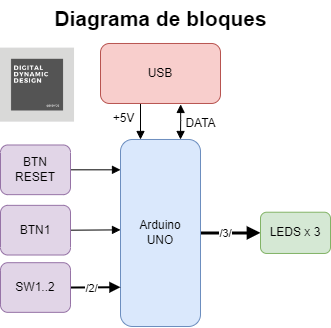 Diagrama de bloques
DIGITAL
DYNAMIC
DESIGN
USB
+5V
DATA
BTN
RESET
BTN1
SW1..2
/2/
Arduino
UNO
/3/
LEDS x 3